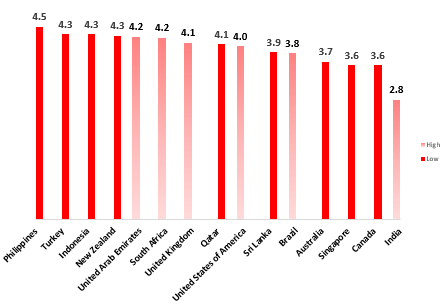 4.5 4.3 4.3 4.3 4.2 4.2 4.1 4.1 4.0 3.9 3.8 3.7 3.6 3.6 2.8
High
Low
Philippines
Turkey
Indonesia
New Zealand
United Arab Emirates
South Africa
United Kingdom
Qatar
United States of America
Sri Lanka
Brazil
Australia
Singapore
Canada
India